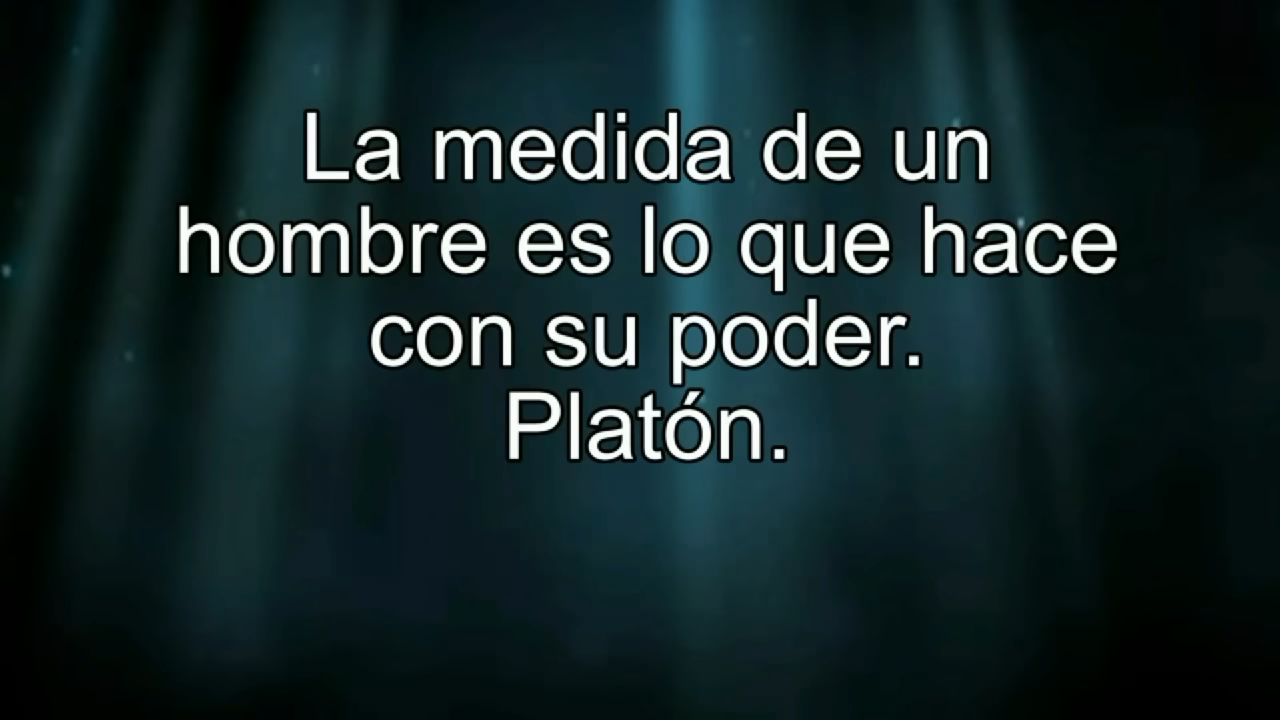 La medida de un
hombre es lo que hace
con su poder.
Platón.